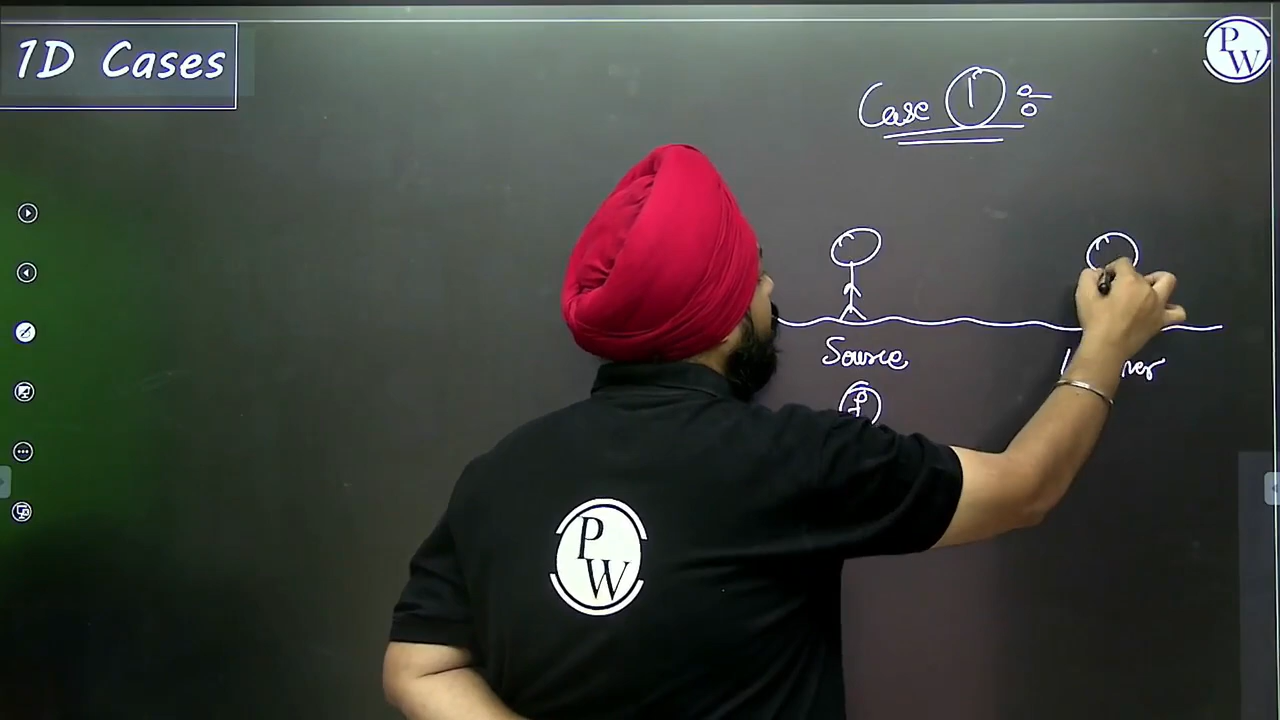 1D Cases
PW
Case 1 :-
Source
f
PW